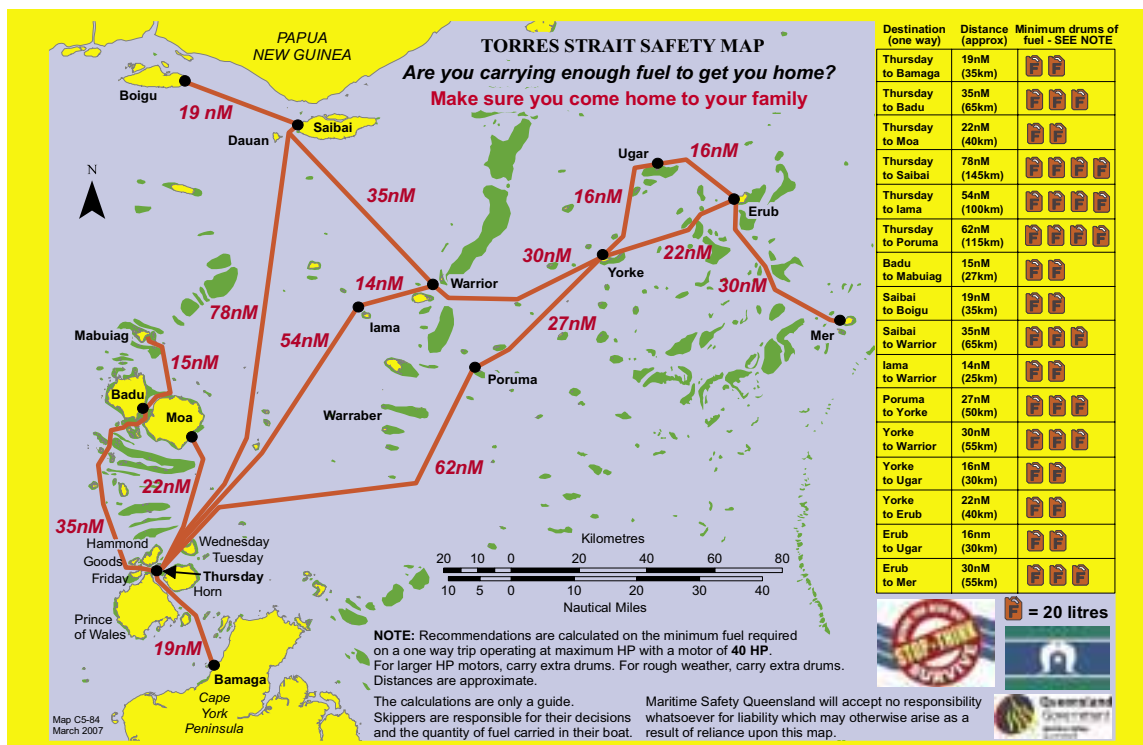 TORRES STRAIT SAFETY MAP
Are you carrying enough fuel to get you home?
Make sure you come home to your family
PAPUA
NEW GUINEA
Boigu
19 nM
Dauan
Saibai
N
35nM
Ugar
16nM
16nM
Erub
30nM
Yorke
22nM
30nM
Mer
14nM
Warrior
Iama
78nM
54nM
27nM
Mabuiag
15nM
Badu
Moa
Poruma
Warraber
22nM
62nM
35nM
Hammond
Goods
Friday
Wednesday
Tuesday
Thursday
Horn
Prince
of Wales
19nM
Bamaga
Cape
York
Peninsula
Kilometres
20 10 0 20 40 60 80
10 5 0 10 20 30 40
Nautical Miles
NOTE: Recommendations are calculated on the minimum fuel required
on a one way trip operating at maximum HP with a motor of 40 HP.
For larger HP motors, carry extra drums. For rough weather, carry extra drums.
Distances are approximate.
The calculations are only a guide.
Skippers are responsible for their decisions
and the quantity of fuel carried in their boat.
Maritime Safety Queensland will accept no responsibility
whatsoever for liability which may otherwise arise as a
result of reliance upon this map.
Map C5-84
March 2007
Destination Distance Minimum drums of
(one way) (approx) fuel - SEE NOTE
Thursday 19nM
to Bamaga (35km) F F
Thursday 35nM
to Badu (65km) F F F
Thursday 22nM
to Moa (40km) F F
Thursday 78nM
to Saibai (145km) F F F F
Thursday 54nM
to Iama (100km) F F F F
Thursday 62nM
to Poruma (115km) F F F F
Badu 15nM
to Mabuiag (27km) F F
Saibai 19nM
to Boigu (35km) F F
Saibai 35nM
to Warrior (65km) F F F
Iama 14nM
to Warrior (25km) F F
Poruma 27nM
to Yorke (50km) F F F
Yorke 30nM
to Warrior (55km) F F F
Yorke 16nM
to Ugar (30km) F F
Yorke 22nM
to Erub (40km) F F
Erub 16nm
to Ugar (30km) F F
Erub 30nM
to Mer (55km) F F F
F = 20 litres
STOP-THINK
SURVIVE
Queensland
Government